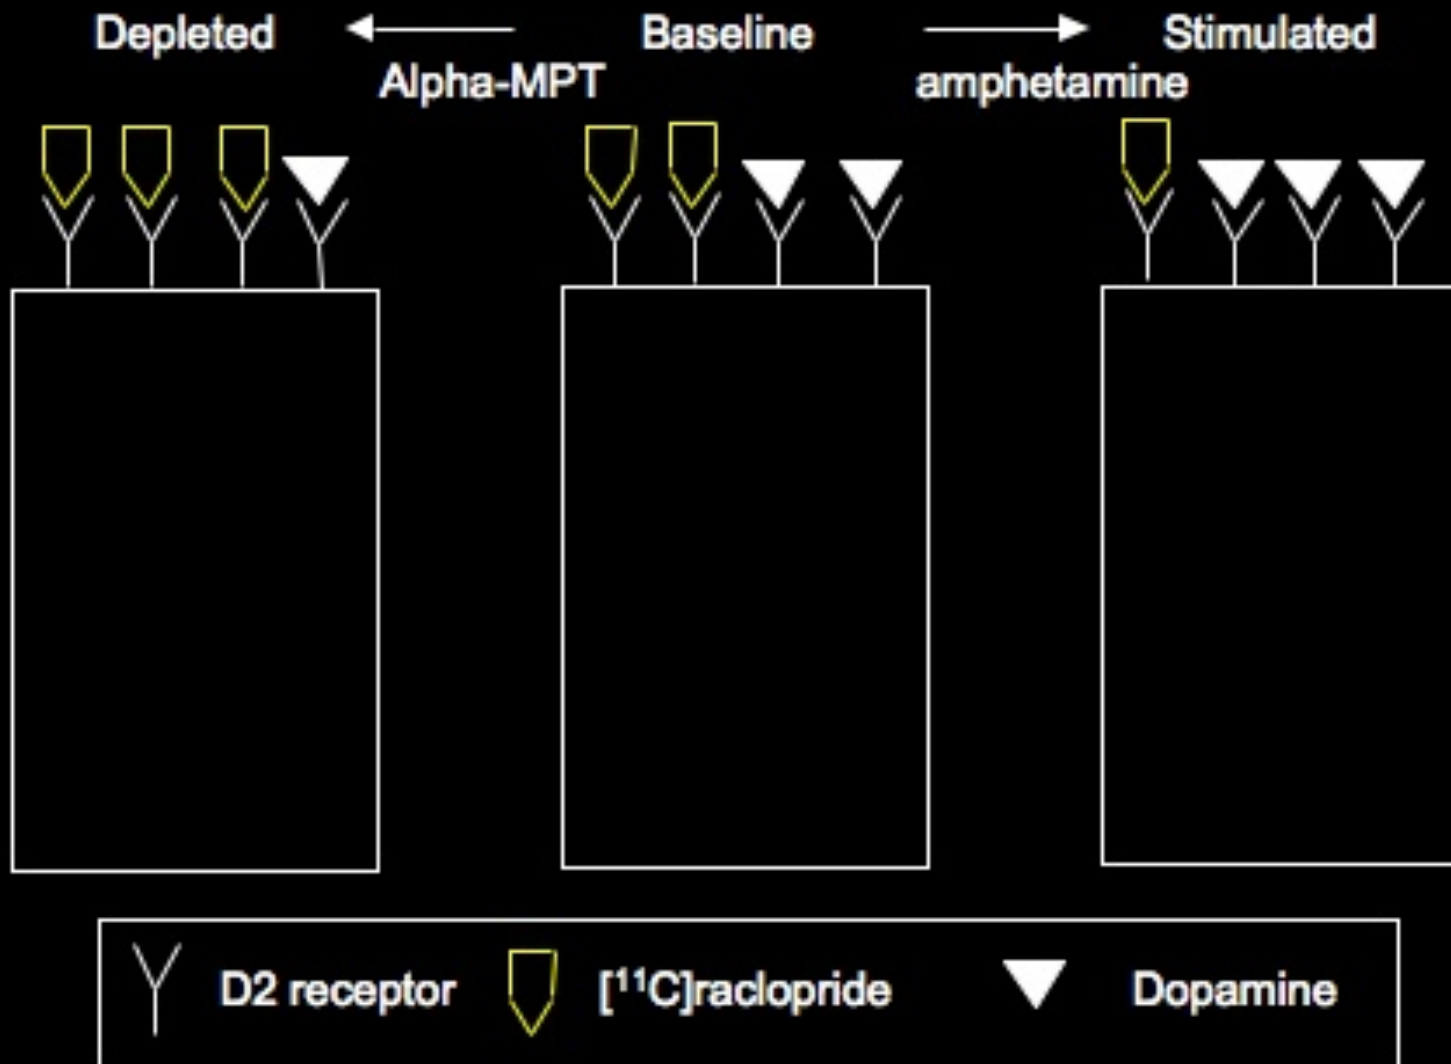 Depleted Baseline Stimulated
Alpha-MPT amphetamine
D2 receptor [¹¹C]raclopride Dopamine